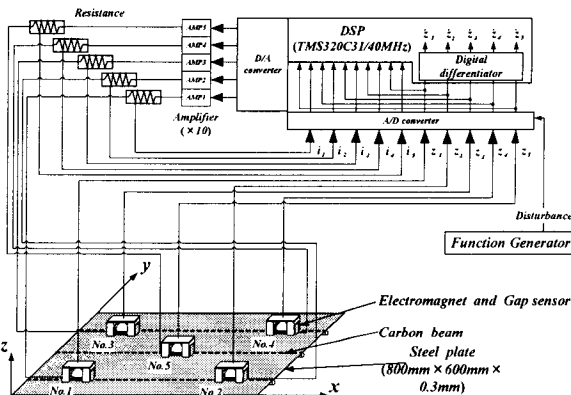 Resistance
AMP5
AMP4
AMP3
AMP2
AMP1
Amplifier
(×10)
D/A
converter
DSP
(TMS320C31/40MHz)
ż1 ż2 ż3 ż4 ż5
Digital
differentiator
A/D converter
i1 i2 i3 i4 i5 z1 z2 z3 z4 z5
Disturbance
Function Generator
y
z
x
No.3
No.4
No.5
No.1
No.2
Electromagnet and Gap sensor
Carbon beam
Steel plate
(800mm×600mm×
0.3mm)